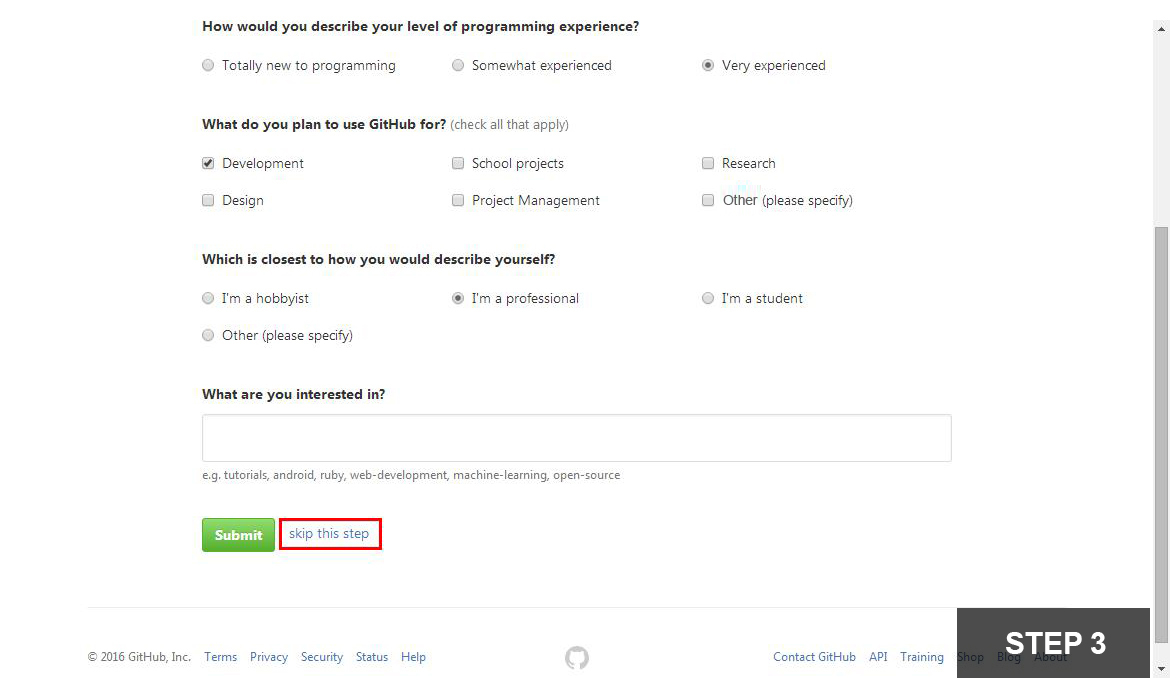 How would you describe your level of programming experience?
Totally new to programming Somewhat experienced Very experienced
What do you plan to use GitHub for? (check all that apply)
Development School projects Research
Design Project Management Other (please specify)
Which is closest to how you would describe yourself?
I'm a hobbyist I'm a professional I'm a student
Other (please specify)
What are you interested in?
e.g. tutorials, android, ruby, web-development, machine-learning, open-source
Submit skip this step
© 2016 GitHub, Inc. Terms Privacy Security Status Help Contact GitHub API Training Shop Blog About
STEP 3